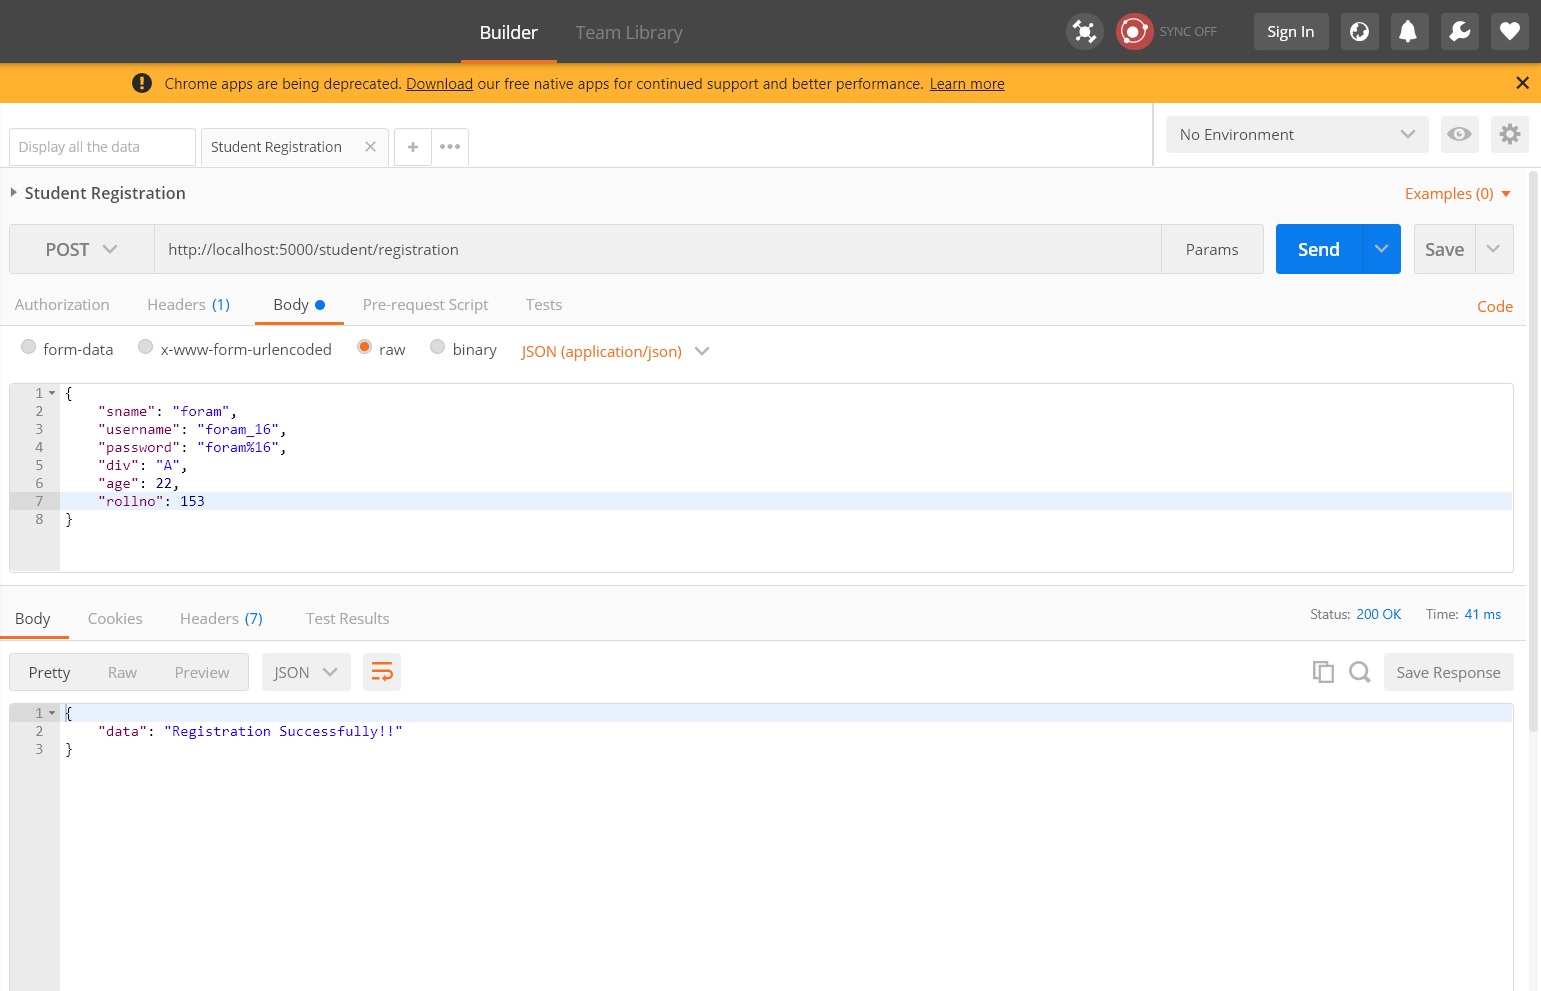 Builder Team Library SYNC OFF Sign In
Chrome apps are being deprecated. Download our free native apps for continued support and better performance. Learn more
Display all the data Student Registration No Environment
Student Registration Examples (0)
POST http://localhost:5000/student/registration Params Send Save
Authorization Headers (1) Body Pre-request Script Tests Code
form-data x-www-form-urlencoded raw binary JSON (application/json)
1 {
2 "sname": "foram",
3 "username": "foram_16",
4 "password": "foram%16",
5 "div": "A",
6 "age": 22,
7 "rollno": 153
8 }
Body Cookies Headers (7) Test Results Status: 200 OK Time: 41 ms
Pretty Raw Preview JSON Save Response
1 {
2 "data": "Registration Successfully!!"
3 }